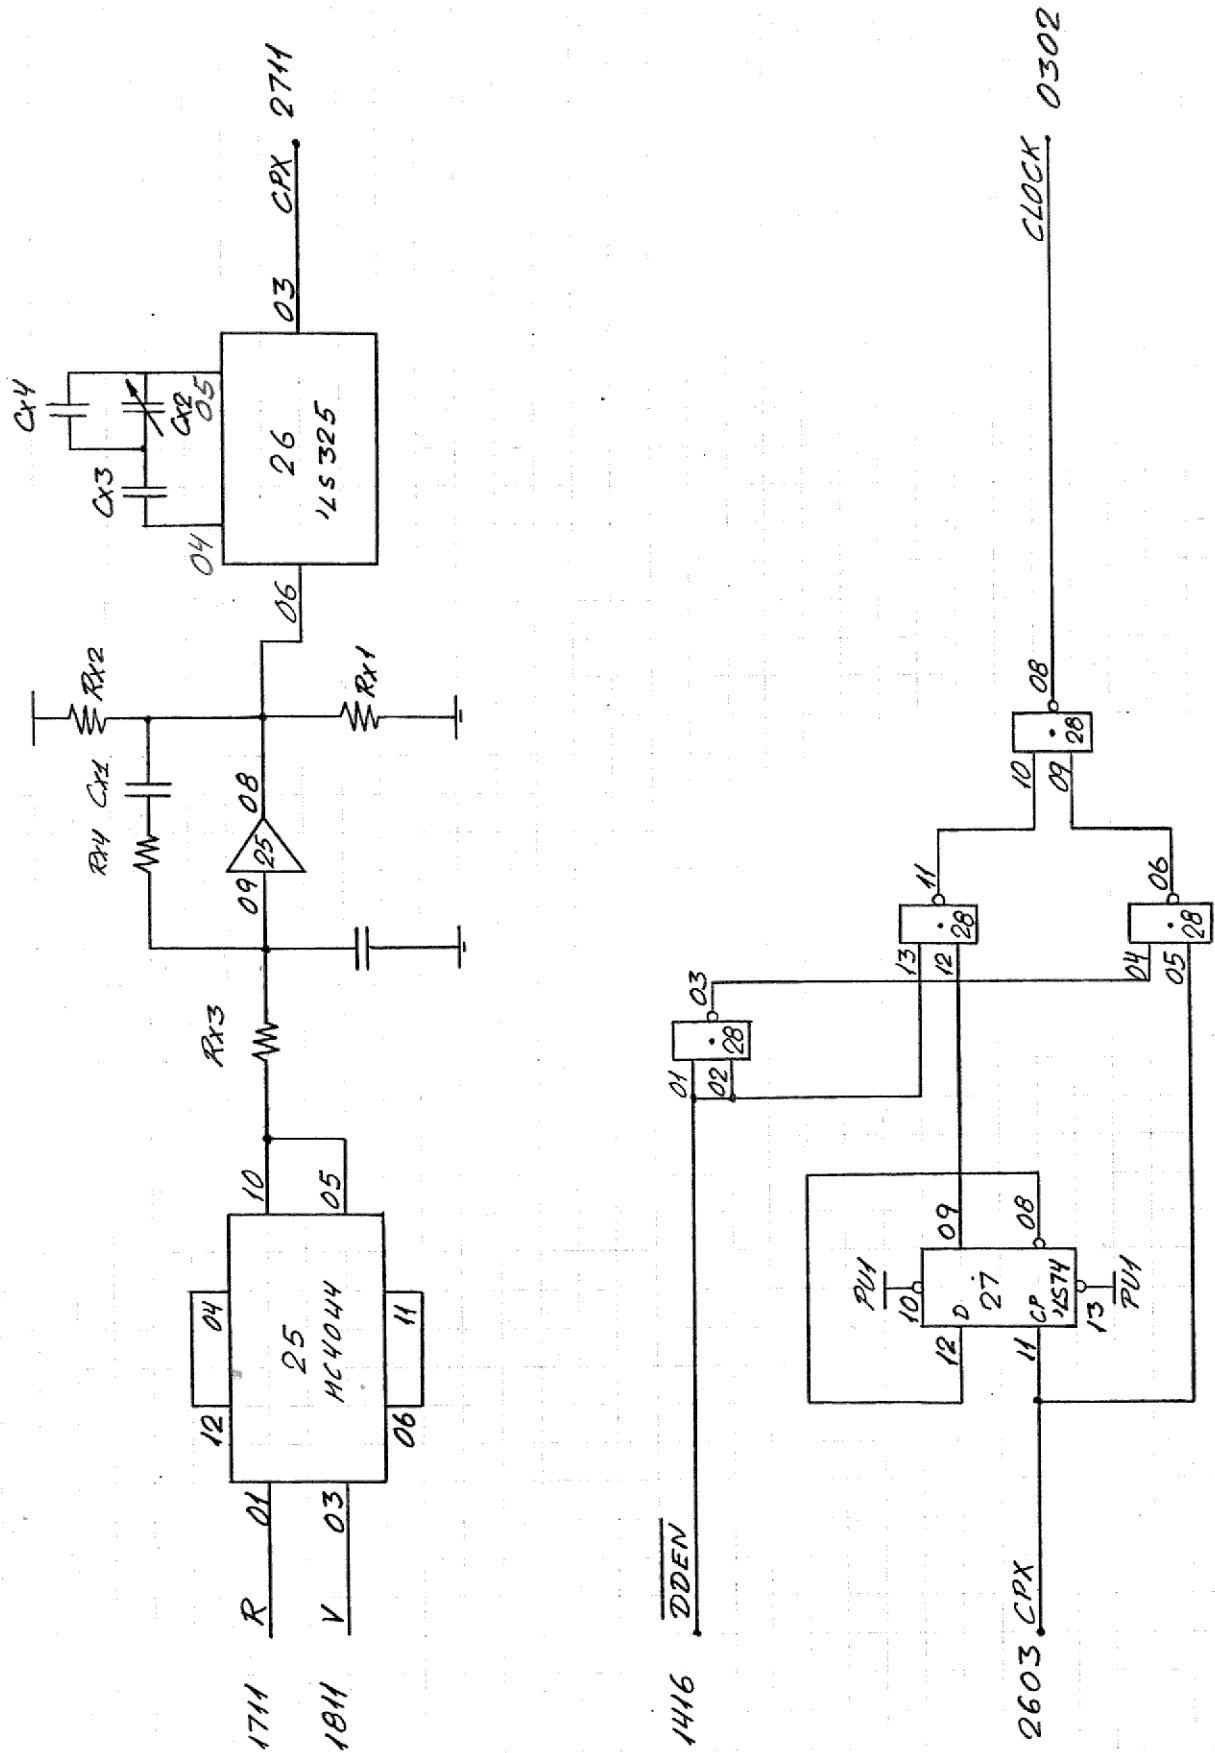 1711 R 01
1811 V 03
12 04
25
MC4044
06 11
10
05
Rx3
Rx4 Cx1
09 25 08
Rx2
Rx1
06
04 05
Cx3
Cx4
Cx2
26
'LS325
03 CPX 2711
1416 DDEN
01
02
28
03
2603 CPX
PU1
10
12 D 09
27
11 CP 08
'LS74
13
PU1
13
12
28
11
04
05
28
06
10
09
28
08
CLOCK 0302